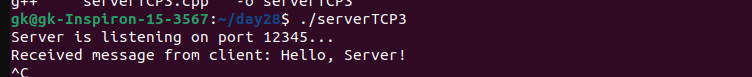 g++     serverTCP3.cpp   -o serverTCP3
gk@gk-Inspiron-15-3567:~/day28$ ./serverTCP3
Server is listening on port 12345...
Received message from client: Hello, Server!
^C